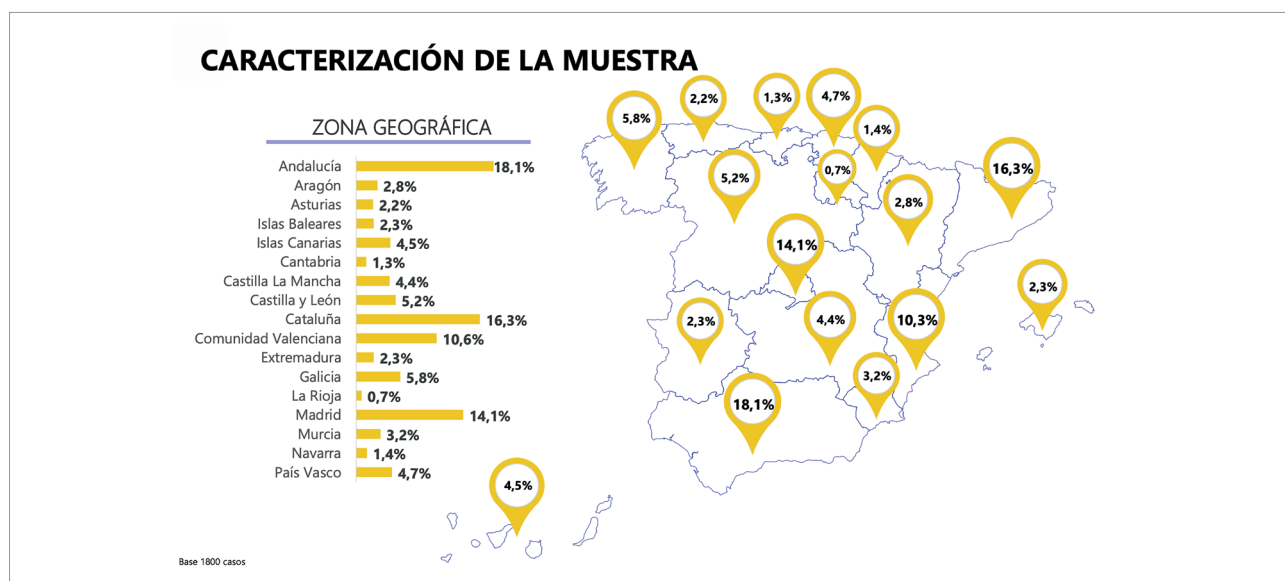 CARACTERIZACIÓN DE LA MUESTRA
ZONA GEOGRÁFICA
Andalucía 18,1%
Aragón 2,8%
Asturias 2,2%
Islas Baleares 2,3%
Islas Canarias 4,5%
Cantabria 1,3%
Castilla La Mancha 4,4%
Castilla y León 5,2%
Cataluña 16,3%
Comunidad Valenciana 10,6%
Extremadura 2,3%
Galicia 5,8%
La Rioja 0,7%
Madrid 14,1%
Murcia 3,2%
Navarra 1,4%
País Vasco 4,7%
5,8%
2,2%
1,3%
4,7%
1,4%
5,2%
0,7%
2,8%
16,3%
14,1%
2,3%
2,3%
4,4%
10,3%
3,2%
18,1%
4,5%
Base 1800 casos